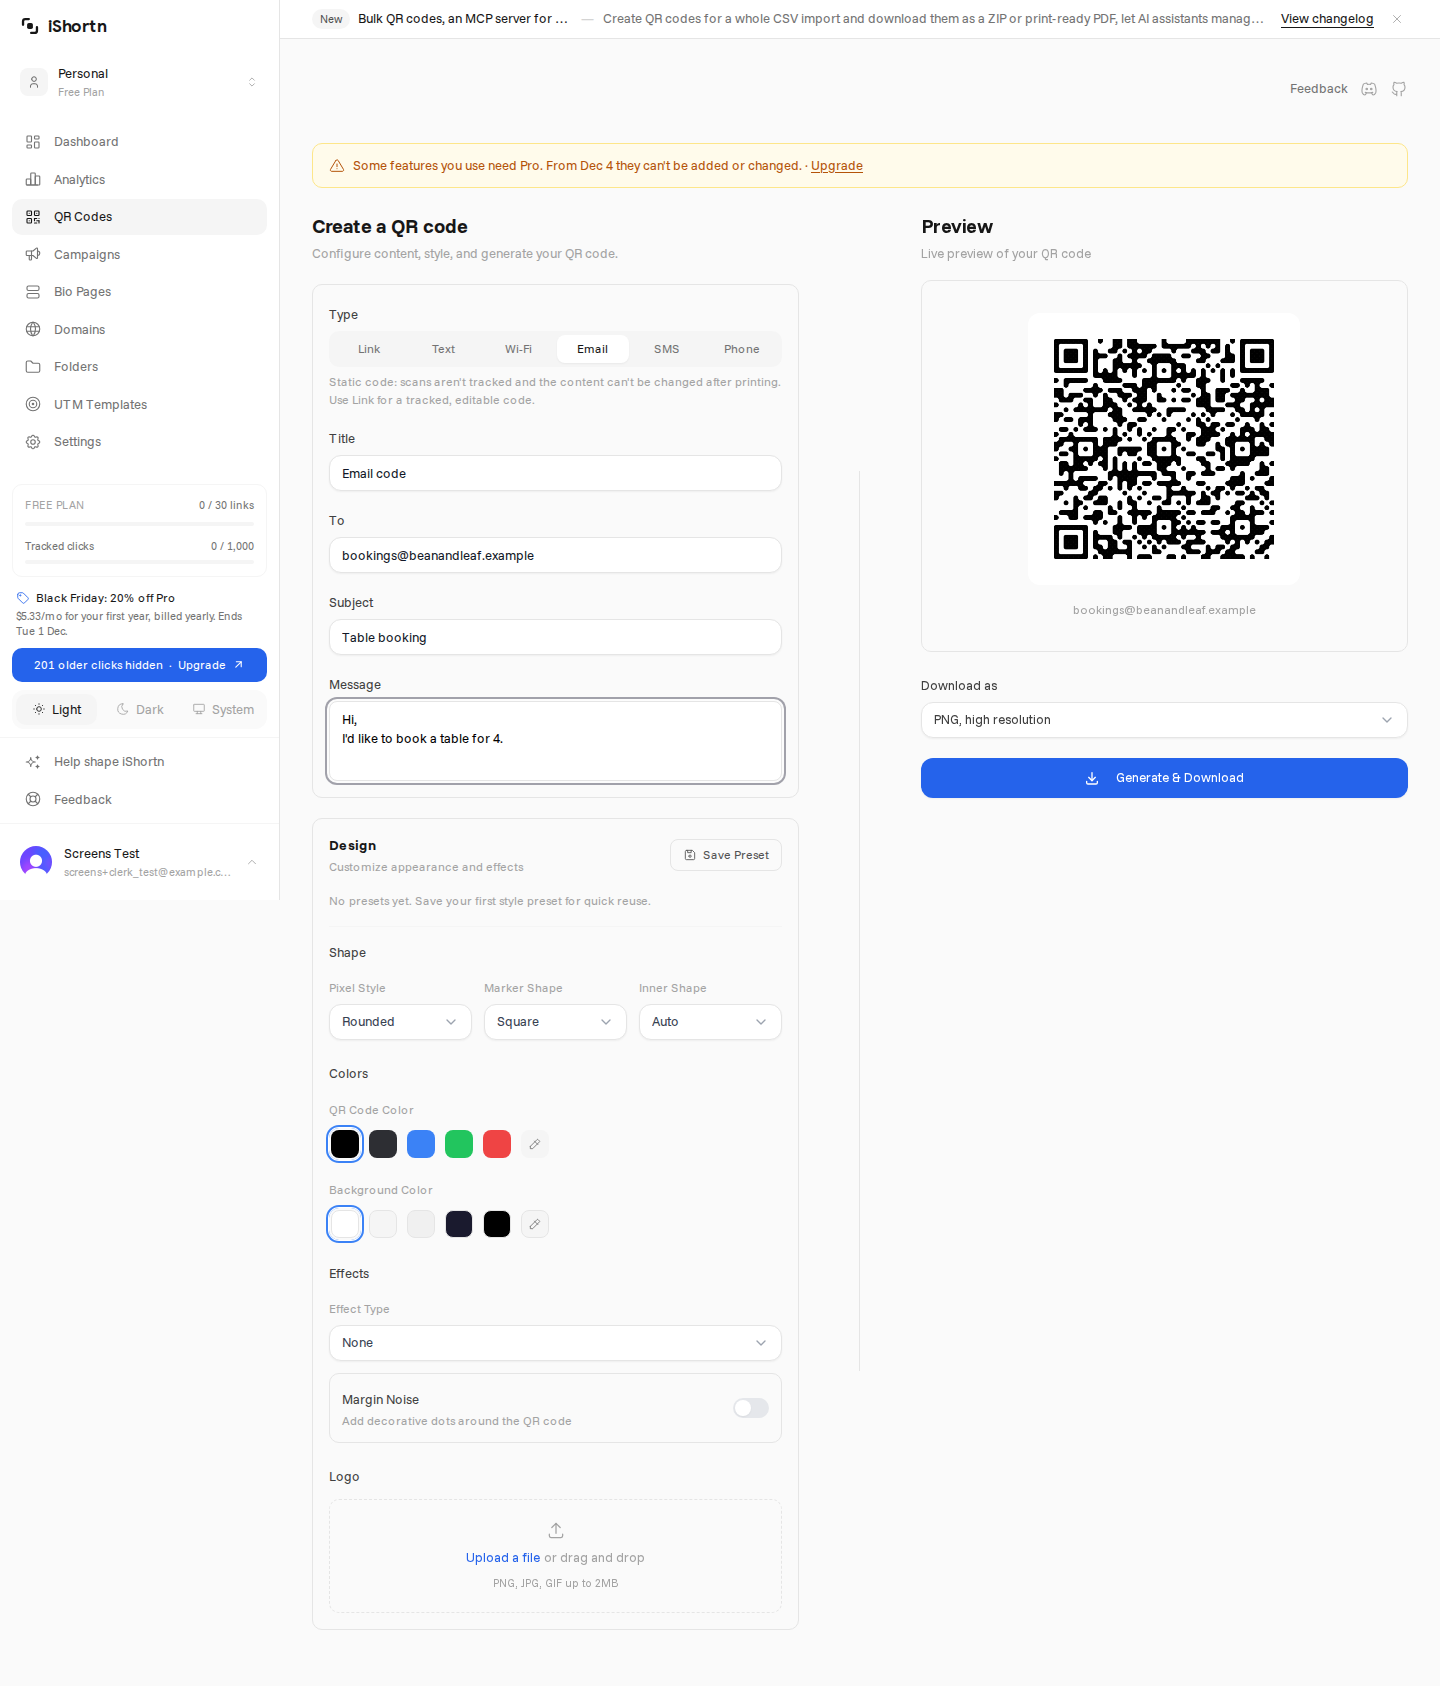 iShortn
Personal
Free Plan
Dashboard
Analytics
QR Codes
Campaigns
Bio Pages
Domains
Folders
UTM Templates
Settings
FREE PLAN
0 / 30 links
Tracked clicks
0 / 1,000
Black Friday: 20% off Pro
$5.33/mo for your first year, billed yearly. Ends
Tue 1 Dec.
201 older clicks hidden · Upgrade
Light
Dark
System
Help shape iShortn
Feedback
Screens Test
screens+clerk_test@example.c…
New
Bulk QR codes, an MCP server for …
— Create QR codes for a whole CSV import and download them as a ZIP or print-ready PDF, let AI assistants manag…
View changelog
Feedback
Some features you use need Pro. From Dec 4 they can't be added or changed. · Upgrade
Create a QR code
Configure content, style, and generate your QR code.
Type
Link
Text
Wi-Fi
Email
SMS
Phone
Static code: scans aren't tracked and the content can't be changed after printing.
Use Link for a tracked, editable code.
Title
Email code
To
bookings@beanandleaf.example
Subject
Table booking
Message
Hi,
I'd like to book a table for 4.
Design
Customize appearance and effects
Save Preset
No presets yet. Save your first style preset for quick reuse.
Shape
Pixel Style
Marker Shape
Inner Shape
Rounded
Square
Auto
Colors
QR Code Color
Background Color
Effects
Effect Type
None
Margin Noise
Add decorative dots around the QR code
Logo
Upload a file or drag and drop
PNG, JPG, GIF up to 2MB
Preview
Live preview of your QR code
bookings@beanandleaf.example
Download as
PNG, high resolution
Generate & Download